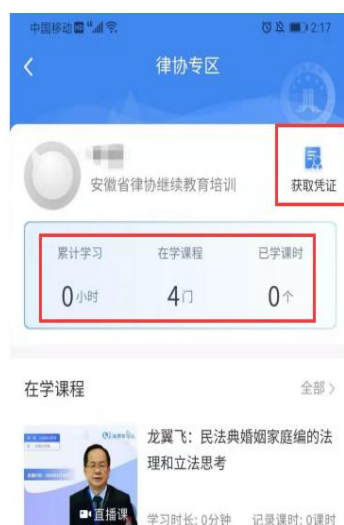 中国移动 2:17
律协专区
安徽省律协继续教育培训
获取凭证
累计学习 在学课程 已学课时
0小时 4门 0个
在学课程 全部 >
龙翼飞：民法典婚姻家庭编的法
理和立法思考
直播课
学习时长: 0分钟 记录课时: 0课时